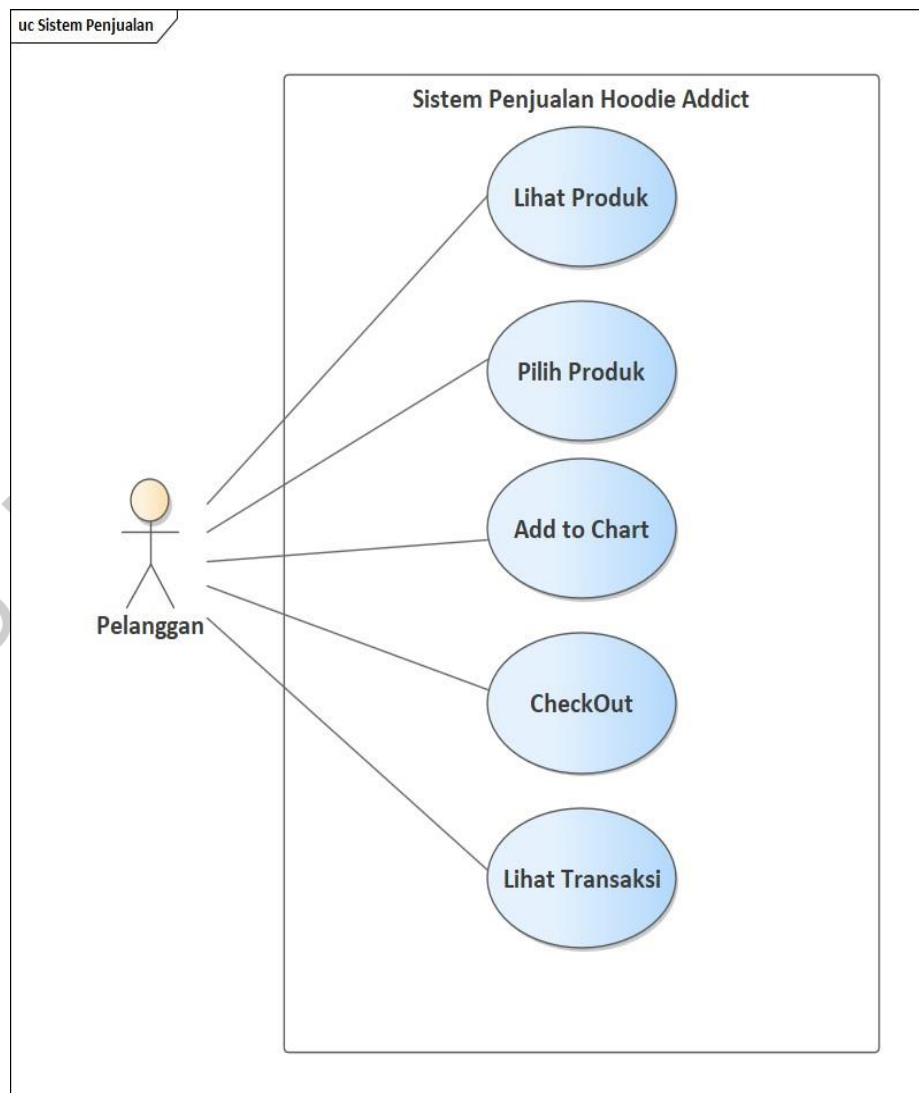 uc Sistem Penjualan
Sistem Penjualan Hoodie Addict
Lihat Produk
Pilih Produk
Add to Chart
Pelanggan
CheckOut
Lihat Transaksi